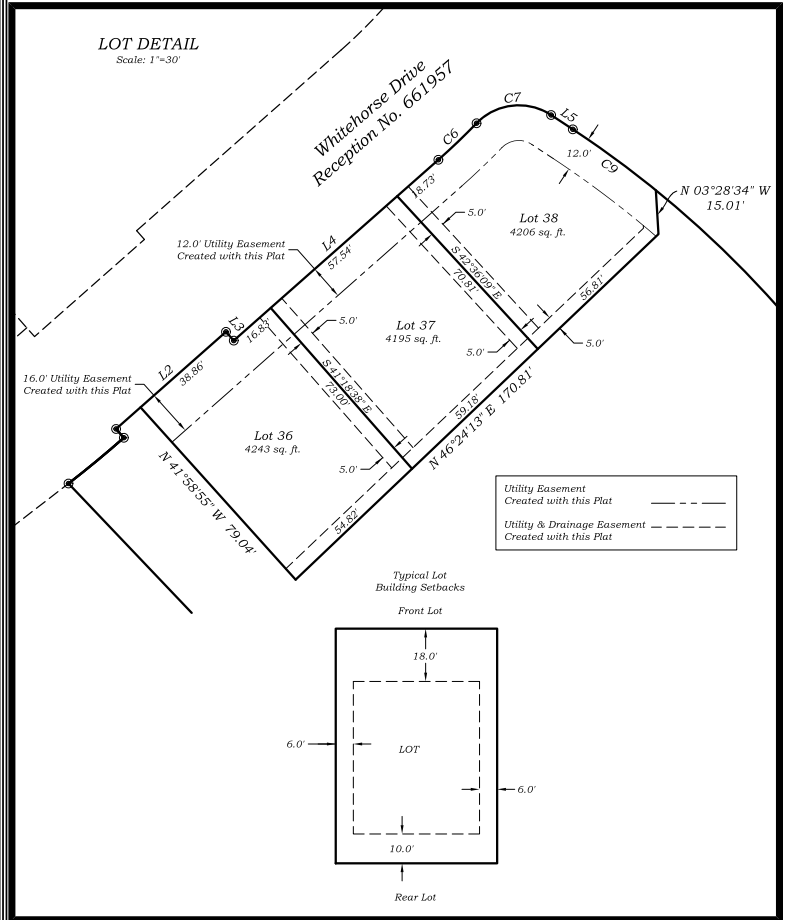 LOT DETAIL
Scale: 1"=30'
Whitehorse Drive
Reception No. 661957
C7
L5
C6
12.0'
C9
N 03°28'34" W
15.01'
18.73'
5.0'
Lot 38
4206 sq. ft.
12.0' Utility Easement
Created with this Plat
L4
57.54'
S 42°36'09" E
70.81'
56.81'
L3
16.83'
5.0'
Lot 37
4195 sq. ft.
5.0'
5.0'
16.0' Utility Easement
Created with this Plat
L2
38.86'
S 41°18'38" E
73.00'
59.18'
N 46°24'13" E 170.81'
Lot 36
4243 sq. ft.
5.0'
N 41°58'55" W 79.04'
54.82'
Utility Easement
Created with this Plat
Utility & Drainage Easement
Created with this Plat
Typical Lot
Building Setbacks
Front Lot
18.0'
6.0'
LOT
6.0'
10.0'
Rear Lot